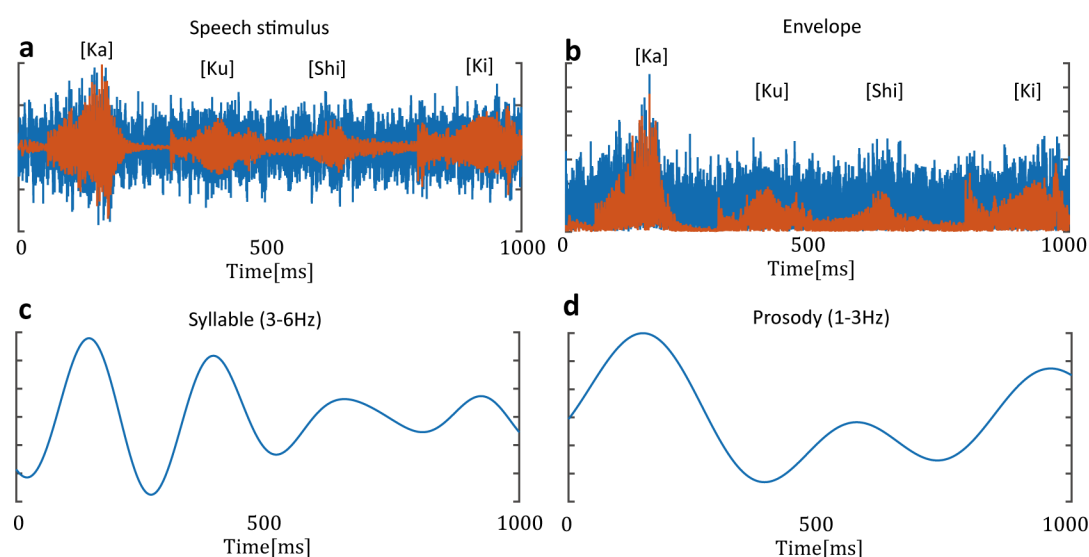 a
Speech stimulus
[Ka]
[Ku]
[Shi]
[Ki]
0
500
1000
Time[ms]
b
Envelope
[Ka]
[Ku]
[Shi]
[Ki]
0
500
1000
Time[ms]
c
Syllable (3-6Hz)
0
500
1000
Time[ms]
d
Prosody (1-3Hz)
0
500
1000
Time[ms]